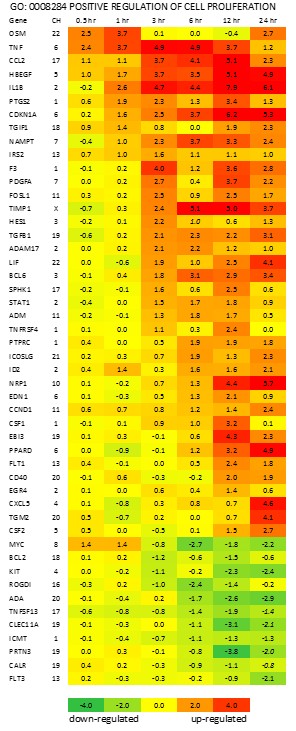 GO: 0008284 POSITIVE REGULATION OF CELL PROLIFERATION
Gene CH 0.5 hr 1 hr 3 hr 6 hr 12 hr 24 hr
OSM 22 2.5 3.7 0.1 0.0 -0.4 2.7
TNF 6 2.4 3.7 4.9 4.9 3.7 1.2
CCL2 17 1.1 1.1 3.7 4.1 5.1 2.3
HBEGF 5 1.0 1.7 3.7 3.5 5.1 4.9
IL1B 2 -0.2 2.6 4.7 4.4 7.9 6.1
PTGS2 1 0.6 1.9 2.3 1.3 3.4 1.3
CDKN1A 6 0.2 1.6 2.5 3.7 6.2 5.3
TGIF1 18 0.9 1.4 0.8 0.0 1.9 2.3
NAMPT 7 -0.4 1.0 2.3 3.7 3.3 2.4
IRS2 13 0.7 1.0 1.6 1.1 1.1 1.0
F3 1 -0.1 0.2 4.0 1.2 3.6 2.8
PDGFA 7 0.0 0.2 2.7 0.4 3.7 2.2
FOSL1 11 0.3 0.2 2.5 0.9 2.5 1.7
TIMP1 X -0.7 0.3 2.4 5.1 5.0 3.7
HES1 3 -0.2 0.1 2.2 1.0 0.6 1.3
TGFB1 19 -0.6 0.2 2.1 2.3 2.2 3.1
ADAM17 2 0.0 0.2 2.1 2.2 1.2 1.0
LIF 22 0.0 -0.6 1.9 1.0 2.5 4.1
BCL6 3 -0.1 0.4 1.8 3.1 2.9 3.4
SPHK1 17 -0.2 -0.1 1.6 0.6 2.5 0.6
STAT1 2 -0.4 0.0 1.5 1.7 1.8 0.9
ADM 11 -0.2 -0.1 1.8 1.7 1.8 0.5
TNFRSF4 1 0.1 0.0 1.1 0.3 2.4 0.0
PTPRC 1 0.4 0.0 0.5 1.9 1.9 1.8
ICOSLG 21 0.2 0.3 0.7 1.9 1.3 2.3
ID2 2 0.4 1.4 0.3 1.6 1.6 2.1
NRP1 10 0.1 -0.2 0.7 1.3 4.4 5.7
EDN1 6 0.1 -0.3 0.5 1.3 2.1 0.9
CCND1 11 0.6 0.7 0.8 1.2 1.4 2.4
CSF1 1 -0.1 0.1 0.9 1.0 3.2 0.1
EBI3 19 0.1 0.3 -0.1 0.6 4.3 2.3
PPARD 6 0.0 -0.9 -0.1 1.2 3.2 4.9
FLT1 13 0.4 -0.1 0.0 0.5 2.4 1.8
CD40 20 -0.1 0.6 -0.3 -0.2 2.0 1.9
EGR4 2 0.1 0.0 0.6 0.4 1.4 0.6
CXCL5 4 0.1 -0.8 0.3 0.8 0.7 4.6
TGM2 20 0.5 -0.7 0.2 0.0 0.7 4.1
CSF2 5 0.5 0.0 -0.5 0.1 1.5 2.7
MYC 8 1.4 1.4 -0.8 -2.7 -1.8 -2.2
BCL2 18 0.1 0.2 -1.2 -0.6 -1.5 -0.6
KIT 4 0.0 -0.2 -1.1 -0.2 -2.3 -2.4
ROGDI 16 -0.3 0.2 -1.0 -2.4 -1.4 -0.2
ADA 20 -0.1 -0.4 0.2 -1.7 -2.6 -2.9
TNFSF13 17 -0.6 -0.8 -0.8 -1.4 -1.9 -1.4
CLEC11A 19 -0.1 -0.3 0.0 -1.1 -3.1 -2.1
ICMT 1 -0.1 -0.4 -0.7 -1.1 -1.3 -1.3
PRTN3 19 0.0 0.3 -0.1 -0.8 -3.8 -2.0
CALR 19 0.4 0.2 -0.3 -0.9 -1.1 -0.8
FLT3 13 0.2 -0.2 -0.3 -0.2 -0.9 -2.1
-4.0 -2.0 0.0 2.0 4.0
down-regulated up-regulated